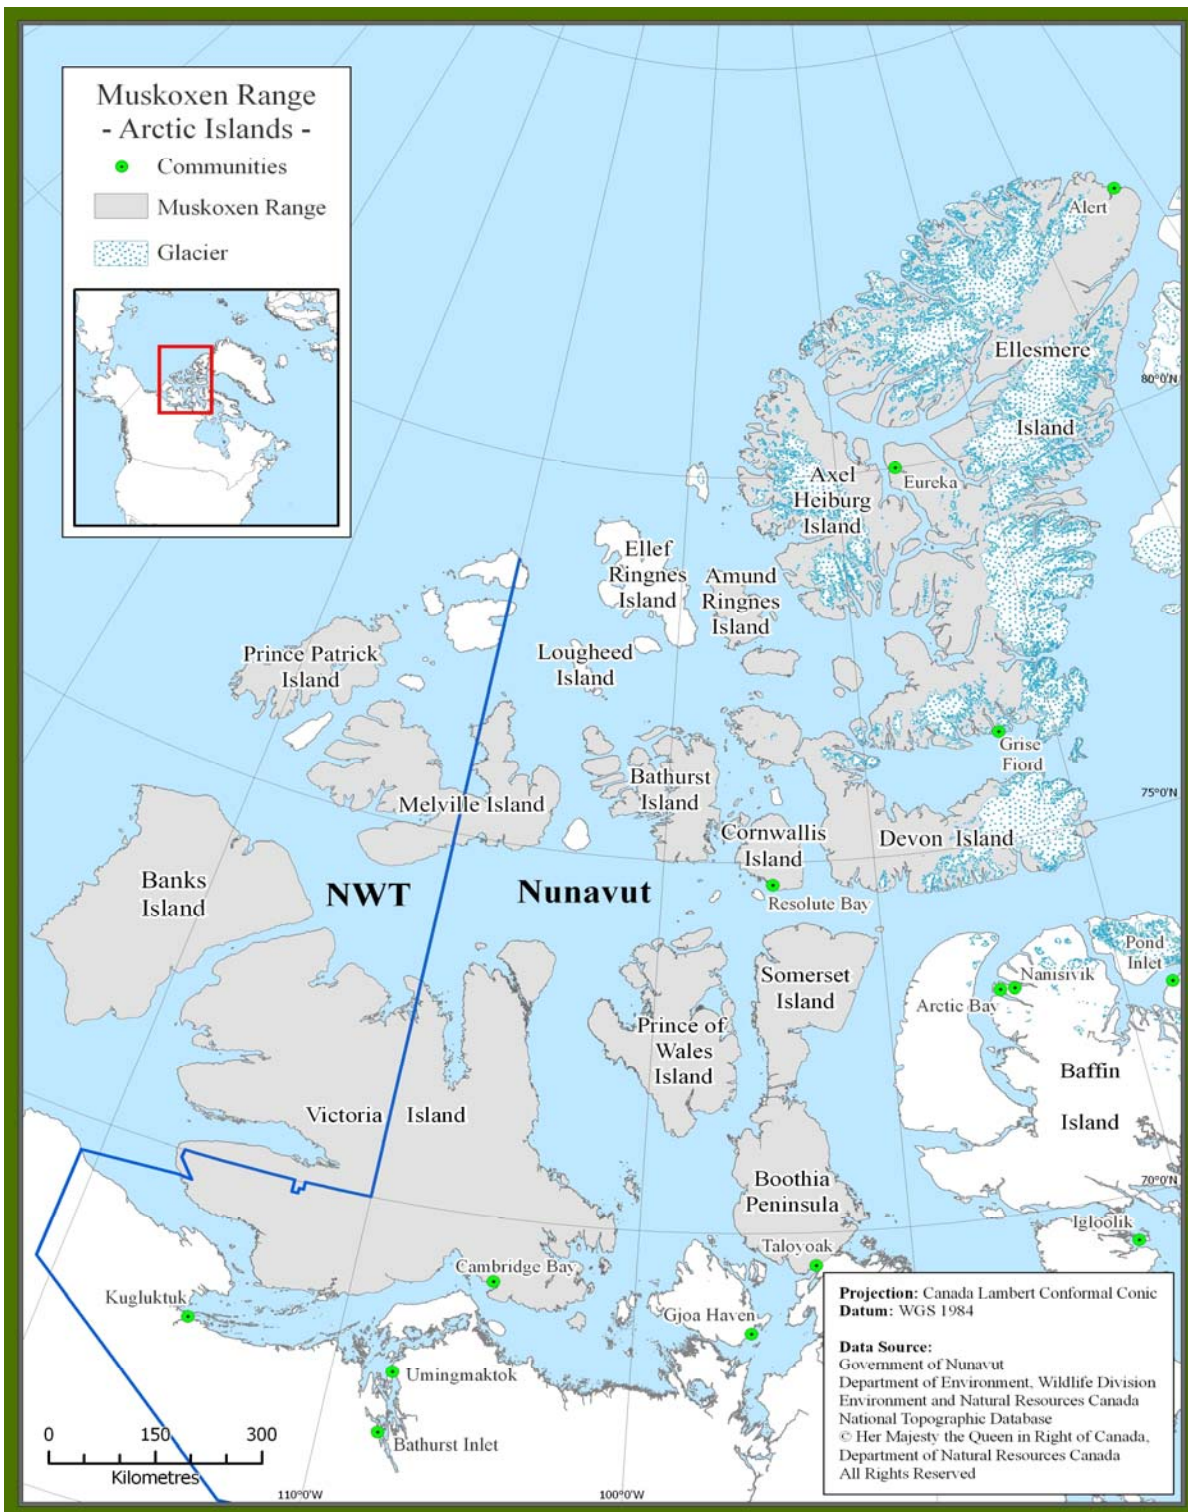 Muskoxen Range
- Arctic Islands -
Communities
Muskoxen Range
Glacier
Alert
Ellesmere
Island
80°0'N
Eureka
Axel
Heiburg
Island
Ellef
Ringnes
Island
Amund
Ringnes
Island
Lougheed
Island
Prince Patrick
Island
Grise
Fiord
Bathurst
Island
Melville Island
75°0'N
Cornwallis
Island
Devon Island
Banks
Island
NWT
Nunavut
Resolute Bay
Pond
Inlet
Nanisivik
Arctic Bay
Somerset
Island
Prince of
Wales
Island
Baffin
Island
Victoria Island
Boothia
Peninsula
70°0'N
Igloolik
Taloyoak
Cambridge Bay
Kugluktuk
Gjoa Haven
Umingmaktok
Bathurst Inlet
0 150 300
Kilometres
110°0'W
100°0'W
Projection: Canada Lambert Conformal Conic
Datum: WGS 1984
Data Source:
Government of Nunavut
Department of Environment, Wildlife Division
Environment and Natural Resources Canada
National Topographic Database
© Her Majesty the Queen in Right of Canada,
Department of Natural Resources Canada
All Rights Reserved